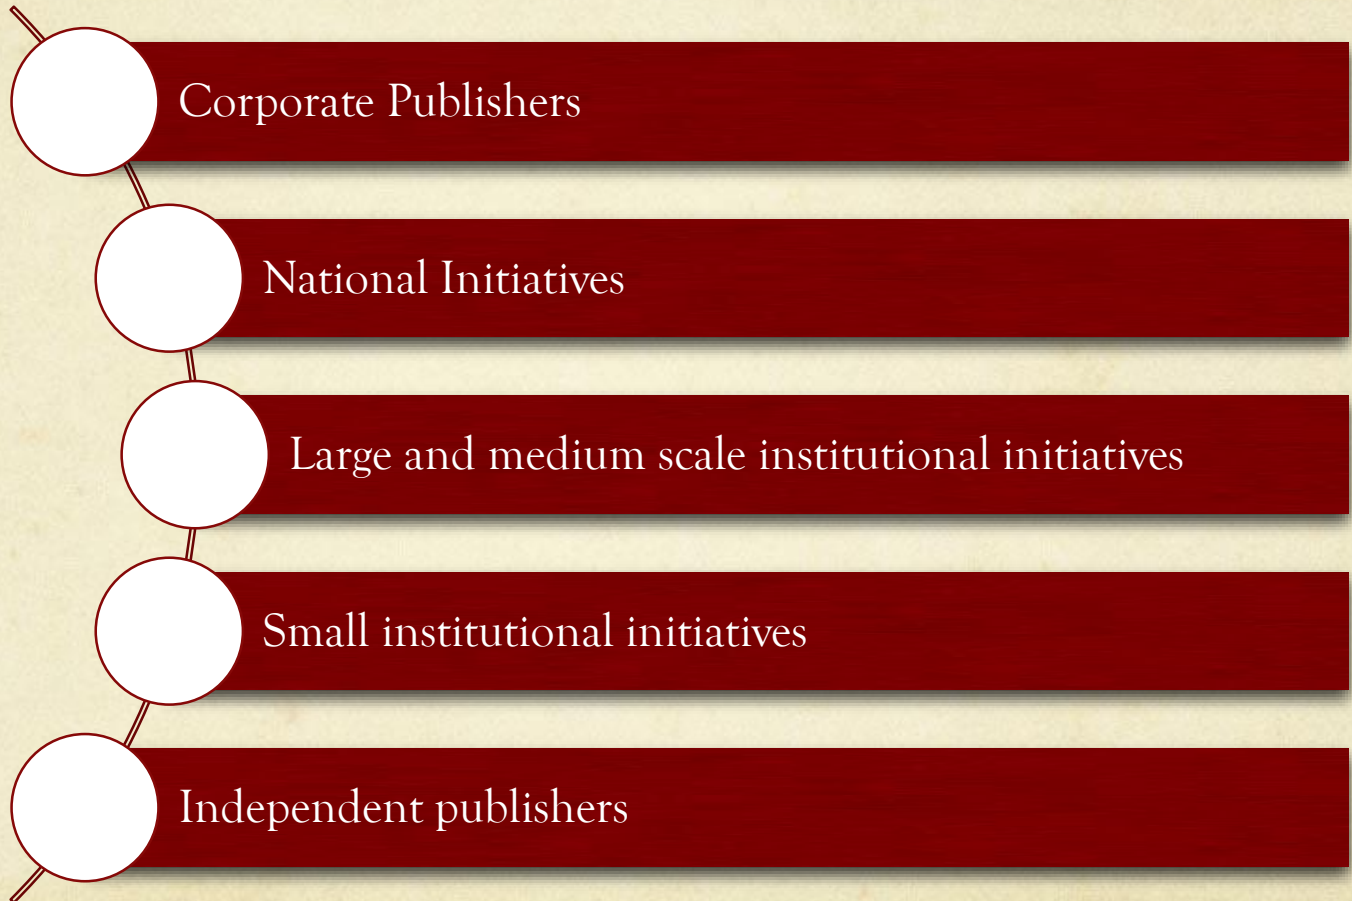 Corporate Publishers
National Initiatives
Large and medium scale institutional initiatives
Small institutional initiatives
Independent publishers